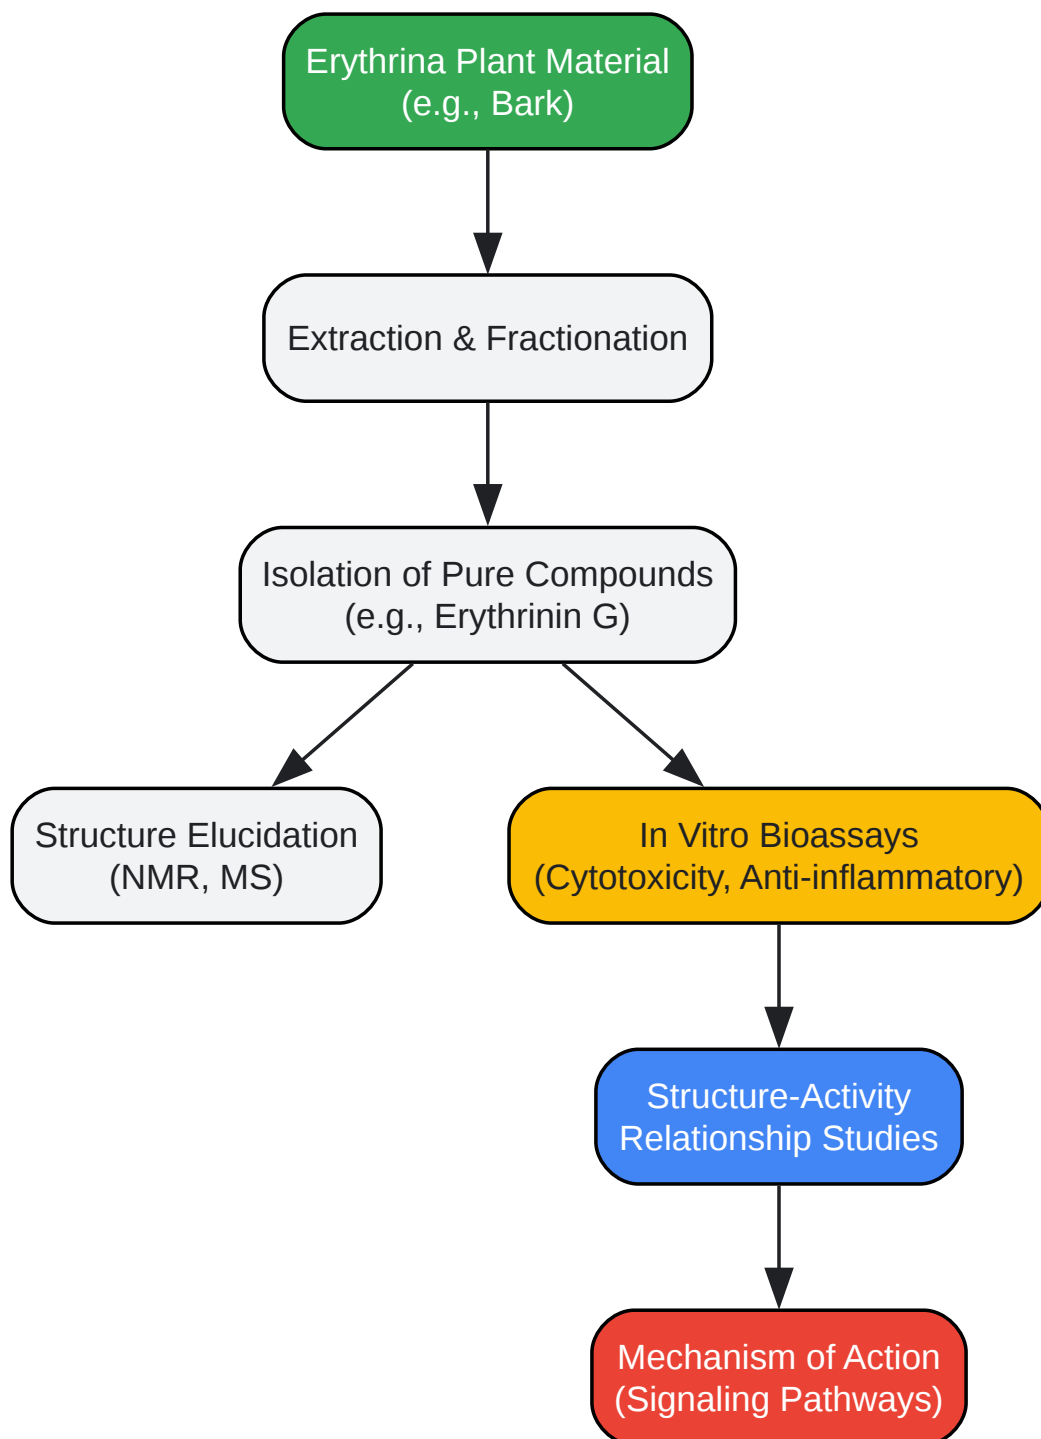 Erythrina Plant Material
(e.g., Bark)
Extraction & Fractionation
Isolation of Pure Compounds
(e.g., Erythrinin G)
Structure Elucidation
(NMR, MS)
In Vitro Bioassays
(Cytotoxicity, Anti-inflammatory)
Structure-Activity
Relationship Studies
Mechanism of Action
(Signaling Pathways)